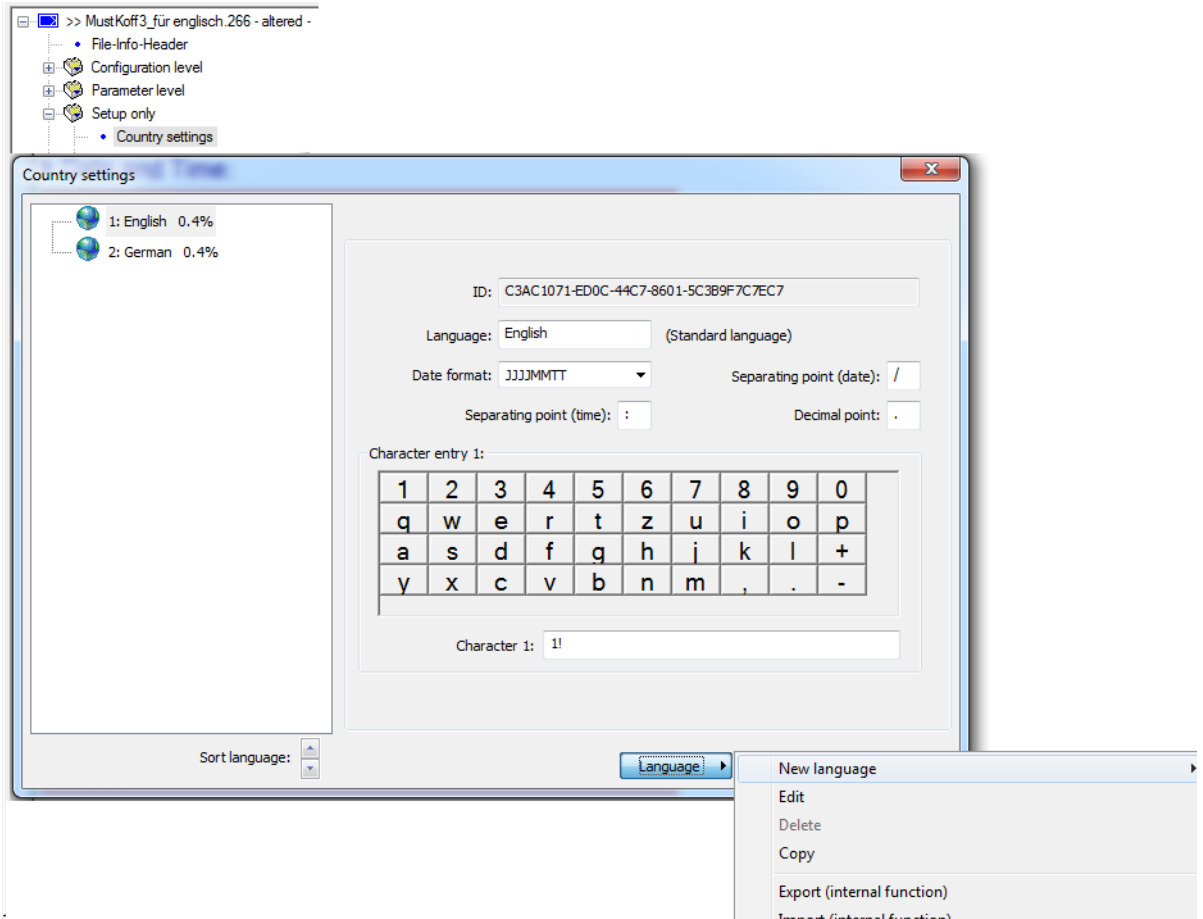 >> MustKoff3_für englisch.266 - altered -
File-Info-Header
Configuration level
Parameter level
Setup only
Country settings
Country settings
1: English 0.4%
2: German 0.4%
ID: C3AC1071-ED0C-44C7-8601-5C3B9F7C7EC7
Language: English (Standard language)
Date format: JJJJMMTT Separating point (date): /
Separating point (time): : Decimal point: .
Character entry 1:
1 2 3 4 5 6 7 8 9 0
q w e r t z u i o p
a s d f g h j k l +
y x c v b n m , . -
Character 1: 1!
Sort language:
Language
New language
Edit
Delete
Copy
Export (internal function)
Import (internal function)